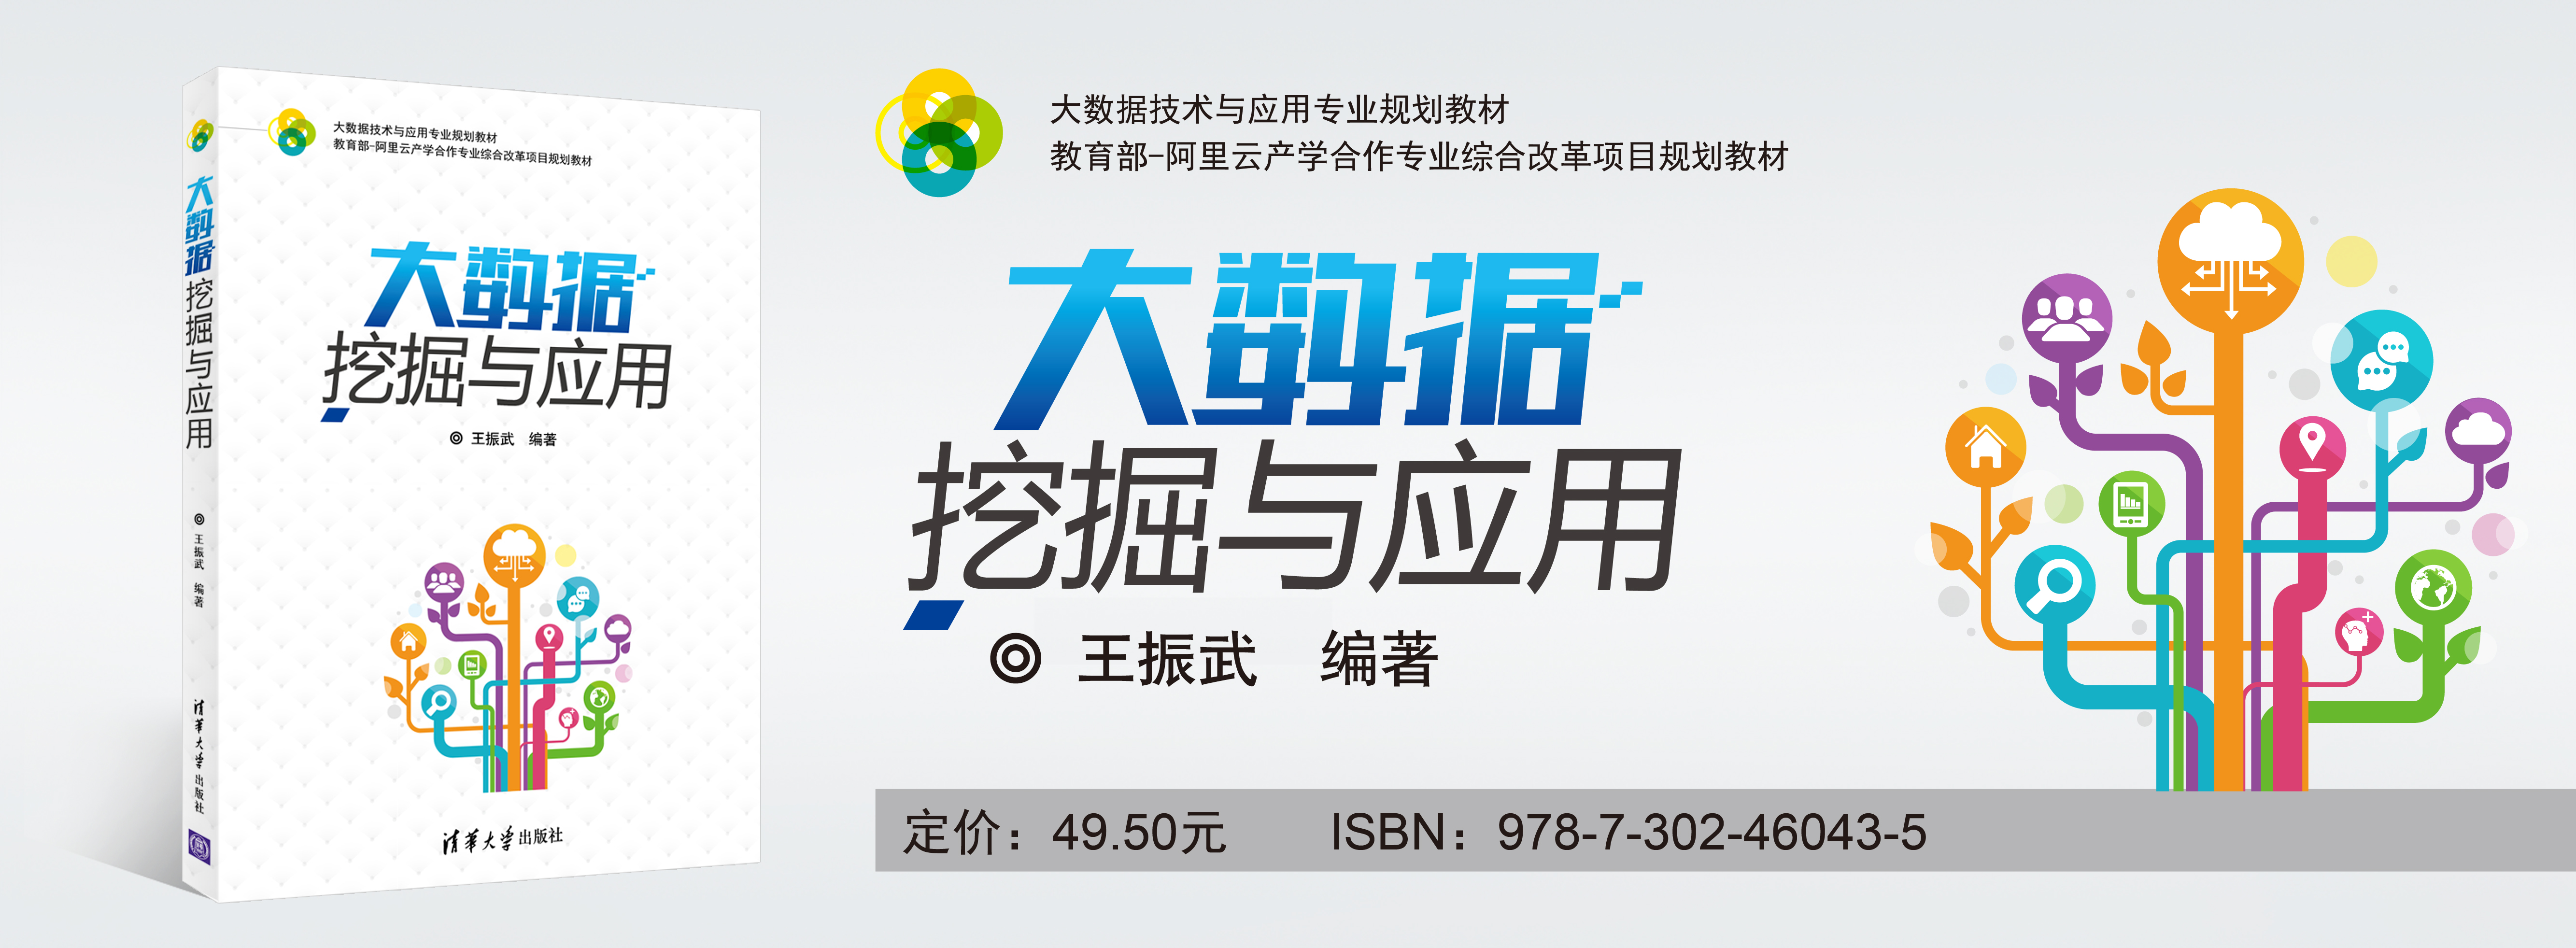 大数据挖掘与应用
王振武 编著
清华大学出版社
大数据技术与应用专业规划教材
教育部-阿里云产学合作专业综合改革项目规划教材
大数据
挖掘与应用
王振武 编著
清华大学出版社
大数据技术与应用专业规划教材
教育部-阿里云产学合作专业综合改革项目规划教材
大数据
挖掘与应用
王振武 编著
定价：49.50元 ISBN：978-7-302-46043-5